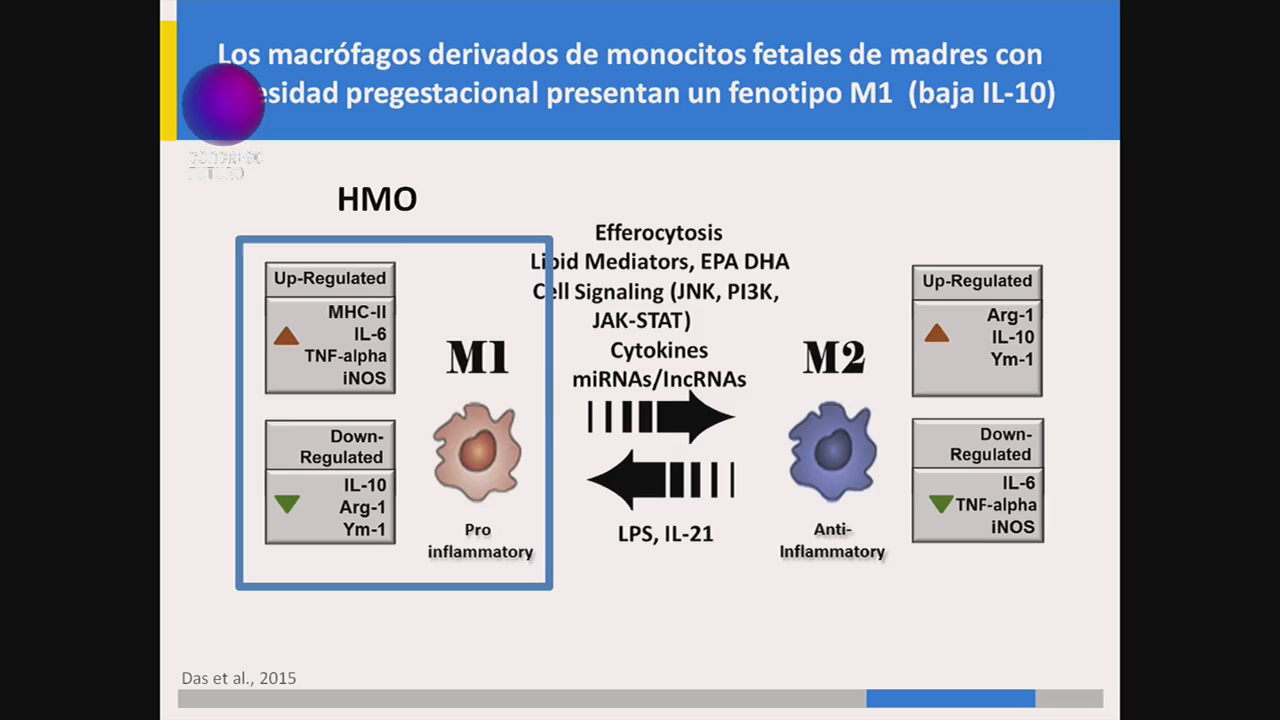 Los macrófagos derivados de monocitos fetales de madres con
pregestacional presentan un fenotipo M1 (baja IL-10)
FUTURO
HMO
Up-Regulated
MHC-II
IL-6
TNF-alpha
iNOS
Down-
Regulated
IL-10
Arg-1
Ym-1
M1
Pro
inflammatory
Efferocytosis
Lipid Mediators, EPA DHA
Cell Signaling (JNK, PI3K,
JAK-STAT)
Cytokines
miRNAs/lncRNAs
LPS, IL-21
M2
Anti-
Inflammatory
Up-Regulated
Arg-1
IL-10
Ym-1
Down-
Regulated
IL-6
TNF-alpha
iNOS
Das et al., 2015